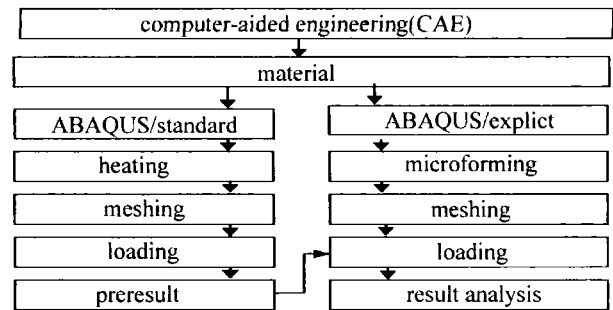 computer-aided engineering(CAE)
material
ABAQUS/standard
ABAQUS/explict
heating
microforming
meshing
meshing
loading
loading
preresult
result analysis